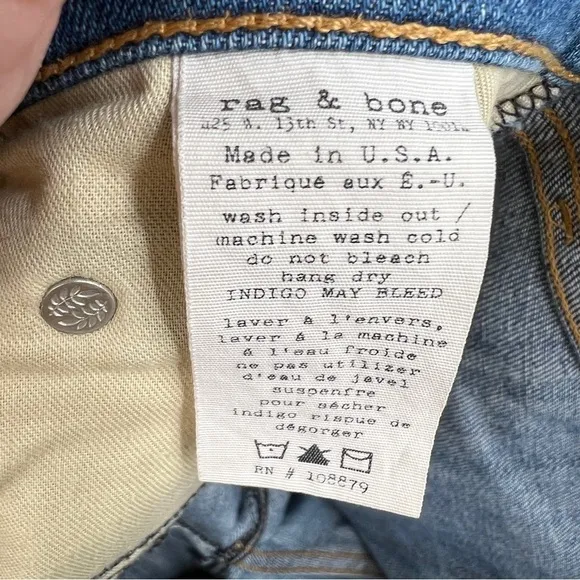 rag & bone
425 W. 13th St, NY NY 10014
Made in U.S.A.
Fabriqué aux É.-U.
wash inside out /
machine wash cold
do not bleach
hang dry
INDIGO MAY BLEED
laver à l'envers,
laver à la machine
à l'eau froide
ne pas utilizer
d'eau de javel
suspenfre
pour sécher
indigo rispue de
dégorger
RN # 108879